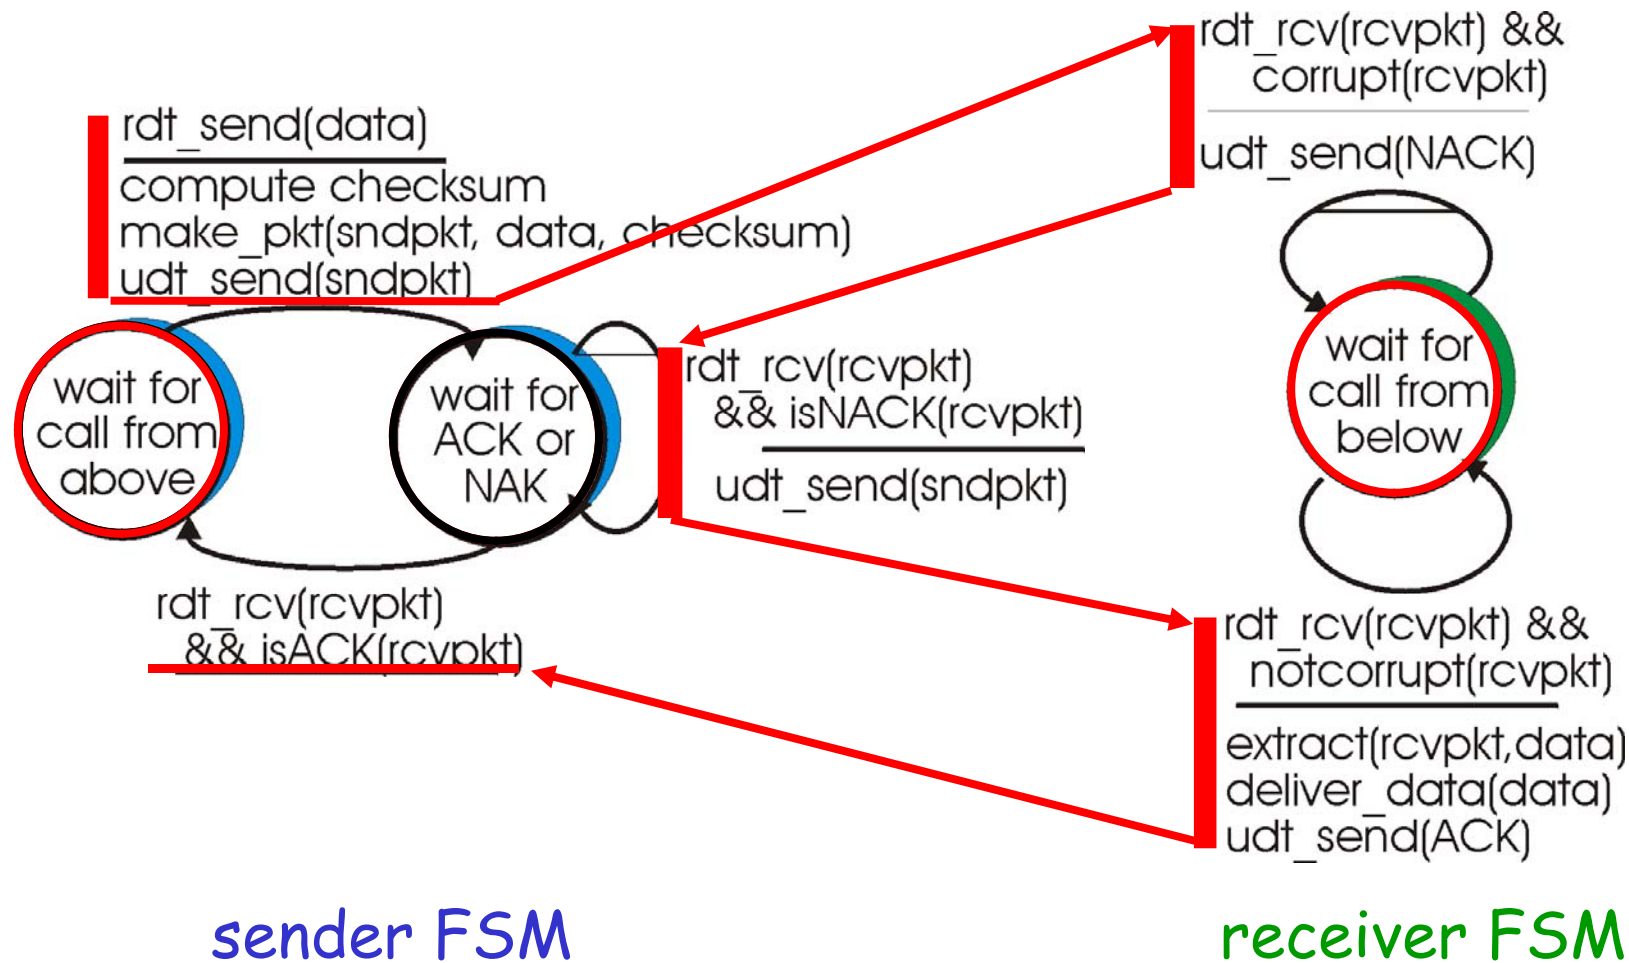 rdt_send(data)
compute checksum
make_pkt(sndpkt, data, checksum)
udt_send(sndpkt)
wait for
call from
above
wait for
ACK or
NAK
rdt_rcv(rcvpkt)
&& isNACK(rcvpkt)
udt_send(sndpkt)
rdt_rcv(rcvpkt)
&& isACK(rcvpkt)
sender FSM
rdt_rcv(rcvpkt) &&
corrupt(rcvpkt)
udt_send(NACK)
wait for
call from
below
rdt_rcv(rcvpkt) &&
notcorrupt(rcvpkt)
extract(rcvpkt,data)
deliver_data(data)
udt_send(ACK)
receiver FSM